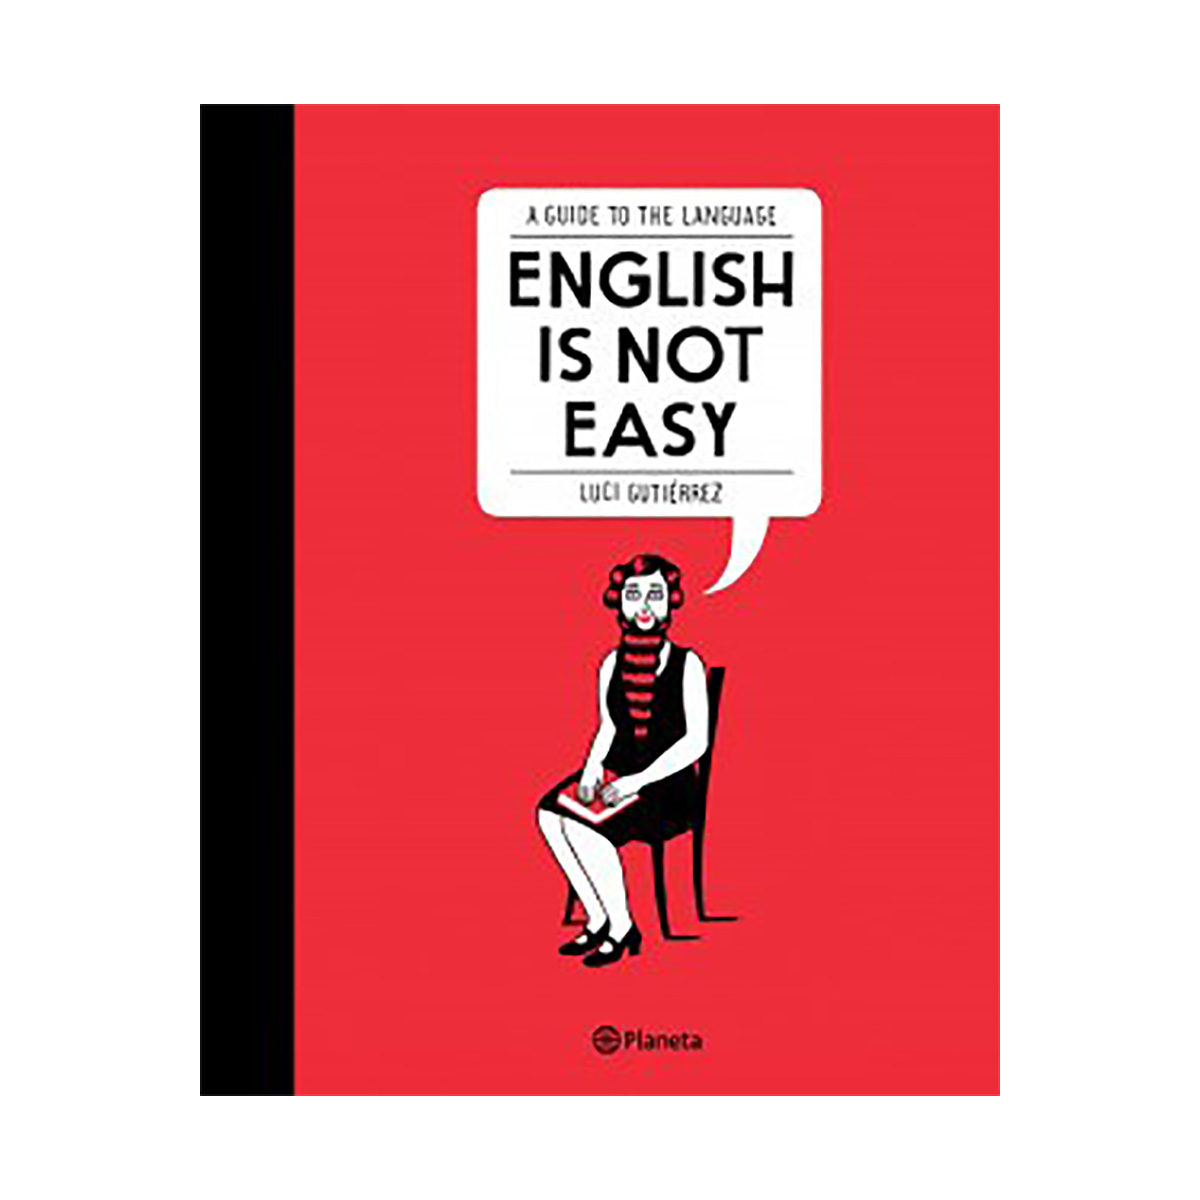 A GUIDE TO THE LANGUAGE
ENGLISH
IS NOT
EASY
LUCI GUTIÉRREZ
Planeta